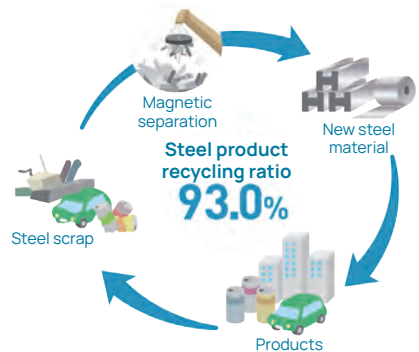 Magnetic
separation
New steel
material
Steel product
recycling ratio
93.0%
Steel scrap
Products